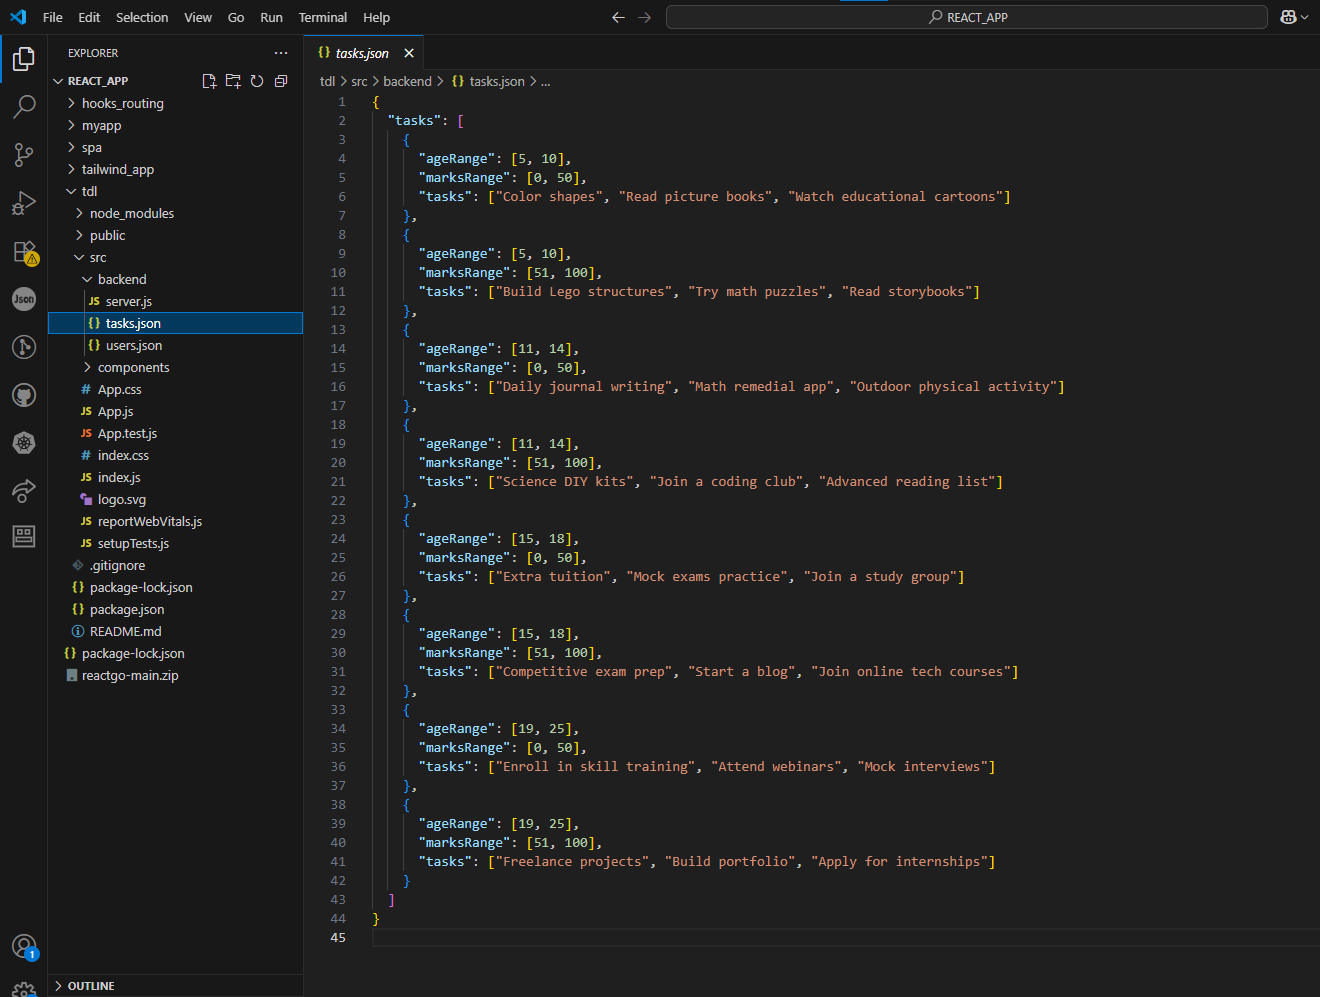 File Edit Selection View Go Run Terminal Help
REACT_APP
EXPLORER
REACT_APP
hooks_routing
myapp
spa
tailwind_app
tdl
node_modules
public
src
backend
JS server.js
{} tasks.json
{} users.json
components
# App.css
JS App.js
JS App.test.js
# index.css
JS index.js
logo.svg
JS reportWebVitals.js
JS setupTests.js
.gitignore
{} package-lock.json
{} package.json
README.md
{} package-lock.json
reactgo-main.zip
OUTLINE
Json
1
{} tasks.json
tdl > src > backend > {} tasks.json > ...
1 {
2 "tasks": [
3 {
4 "ageRange": [5, 10],
5 "marksRange": [0, 50],
6 "tasks": ["Color shapes", "Read picture books", "Watch educational cartoons"]
7 },
8 {
9 "ageRange": [5, 10],
10 "marksRange": [51, 100],
11 "tasks": ["Build Lego structures", "Try math puzzles", "Read storybooks"]
12 },
13 {
14 "ageRange": [11, 14],
15 "marksRange": [0, 50],
16 "tasks": ["Daily journal writing", "Math remedial app", "Outdoor physical activity"]
17 },
18 {
19 "ageRange": [11, 14],
20 "marksRange": [51, 100],
21 "tasks": ["Science DIY kits", "Join a coding club", "Advanced reading list"]
22 },
23 {
24 "ageRange": [15, 18],
25 "marksRange": [0, 50],
26 "tasks": ["Extra tuition", "Mock exams practice", "Join a study group"]
27 },
28 {
29 "ageRange": [15, 18],
30 "marksRange": [51, 100],
31 "tasks": ["Competitive exam prep", "Start a blog", "Join online tech courses"]
32 },
33 {
34 "ageRange": [19, 25],
35 "marksRange": [0, 50],
36 "tasks": ["Enroll in skill training", "Attend webinars", "Mock interviews"]
37 },
38 {
39 "ageRange": [19, 25],
40 "marksRange": [51, 100],
41 "tasks": ["Freelance projects", "Build portfolio", "Apply for internships"]
42 }
43 ]
44 }
45